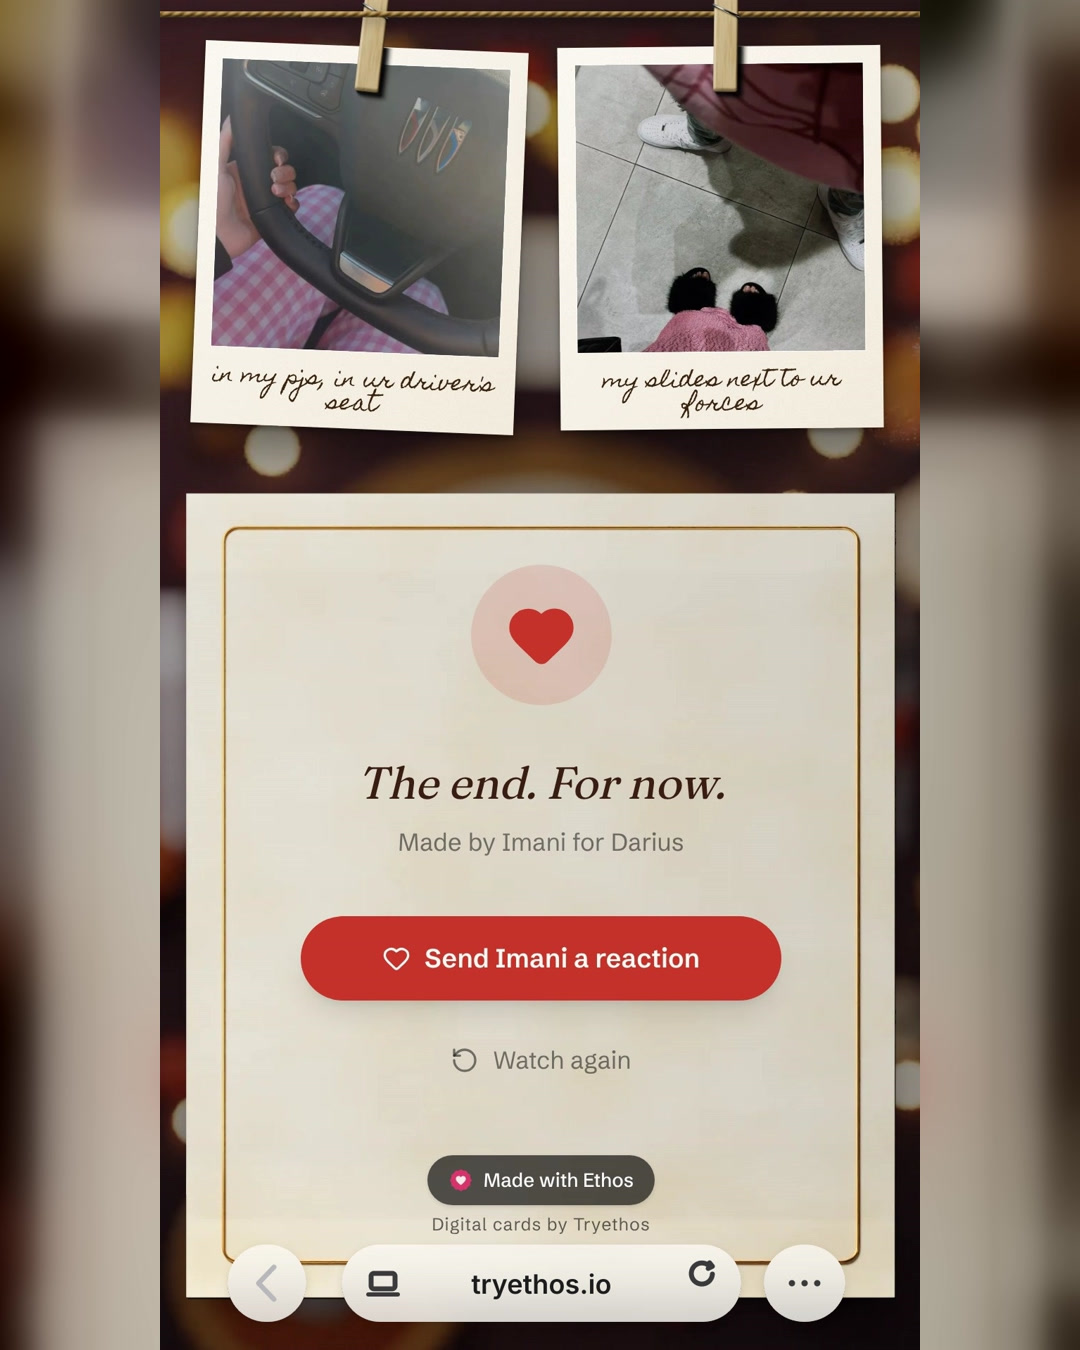 in my pjs, in ur driver's
seat
my slides next to ur
forces
The end. For now.
Made by Imani for Darius
Send Imani a reaction
Watch again
Made with Ethos
Digital cards by Tryethos
tryethos.io